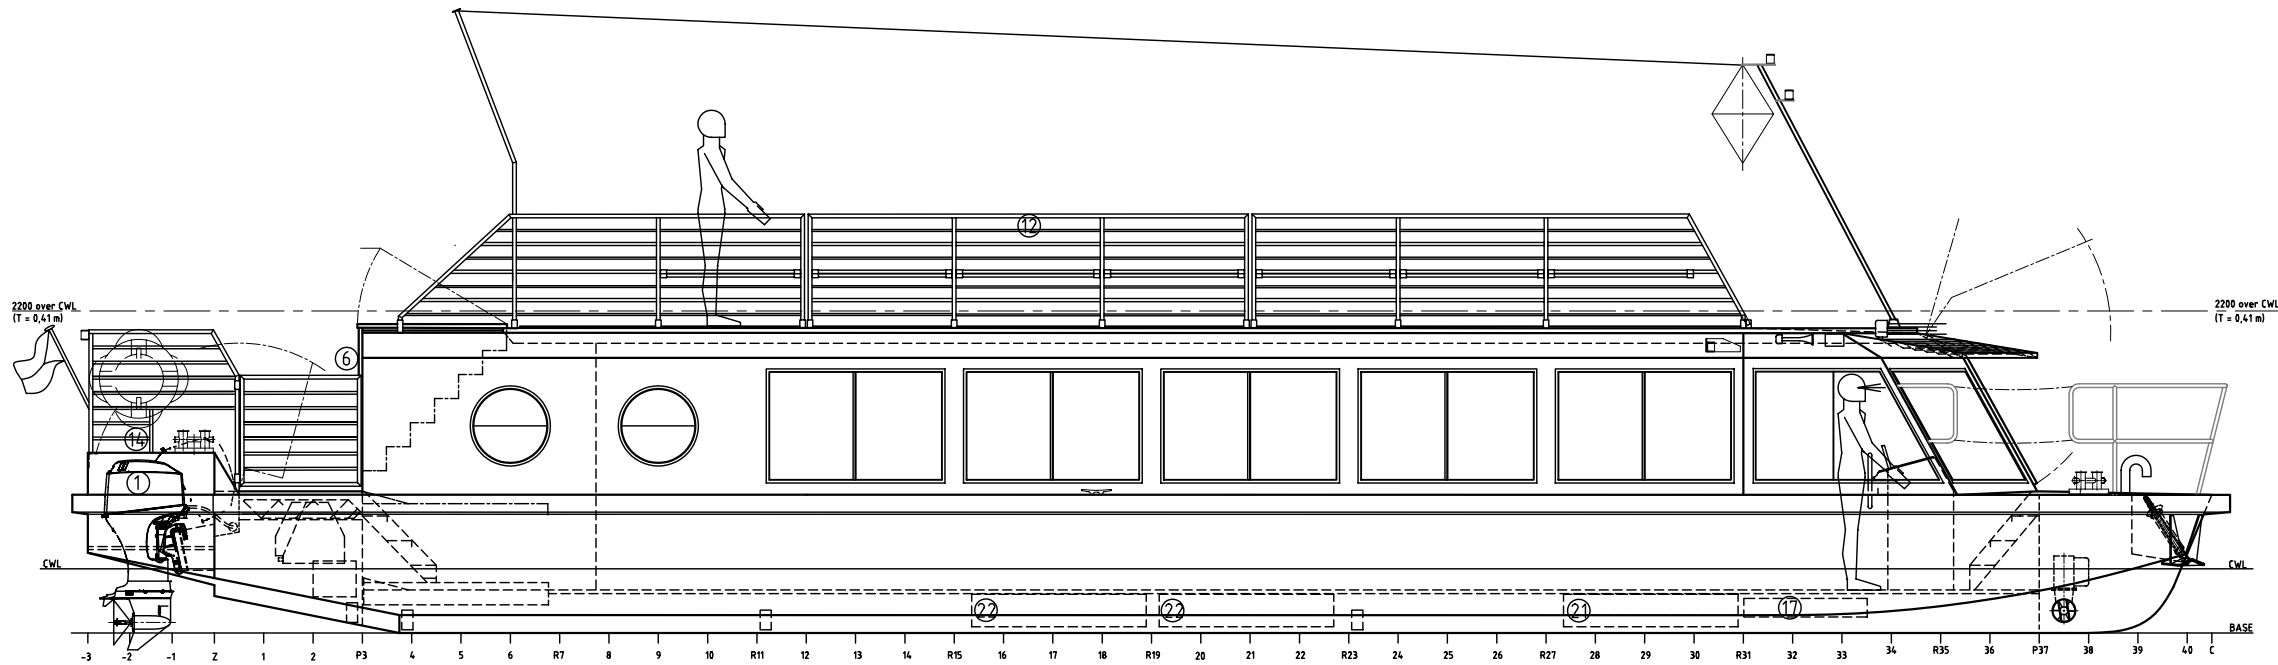 12
2200 over CWL
(T = 0,41 m)
2200 over CWL
(T = 0,41 m)
6
14
1
CWL
CWL
22
22
21
17
BASE
-3 -2 -1 Z 1 2 P3 4 5 6 R7 8 9 10 R11 12 13 14 R15 16 17 18 R19 20 21 22 R23 24 25 26 R27 28 29 30 R31 32 33 34 R35 36 P37 38 39 40 C